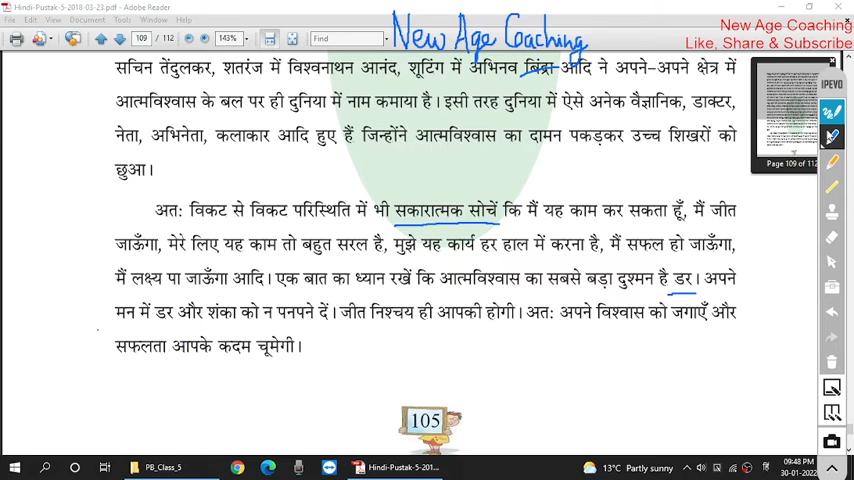 Hindi-Pustak-5-2018-03-23.pdf - Adobe Reader
File Edit View Document Tools Window Help
109 / 112 143% Find
New Age Coaching
New Age Coaching
Like, Share & Subscribe
सचिन तेंदुलकर, शतरंज में विश्वनाथन आनंद, शूटिंग में अभिनव बिंद्रा आदि ने अपने–अपने क्षेत्र में
आत्मविश्वास के बल पर ही दुनिया में नाम कमाया है। इसी तरह दुनिया में ऐसे अनेक वैज्ञानिक, डाक्टर,
नेता, अभिनेता, कलाकार आदि हुए हैं जिन्होंने आत्मविश्वास का दामन पकड़कर उच्च शिखरों को
छुआ।
अत: विकट से विकट परिस्थिति में भी सकारात्मक सोचें कि मैं यह काम कर सकता हूँ, मैं जीत
जाऊँगा, मेरे लिए यह काम तो बहुत सरल है, मुझे यह कार्य हर हाल में करना है, मैं सफल हो जाऊँगा,
मैं लक्ष्य पा जाऊँगा आदि। एक बात का ध्यान रखें कि आत्मविश्वास का सबसे बड़ा दुश्मन है डर। अपने
मन में डर और शंका को न पनपने दें। जीत निश्चय ही आपकी होगी। अत: अपने विश्वास को जगाएँ और
सफलता आपके कदम चूमेगी।
105
IPEVO
Page 109 of 112
PB_Class_5
Hindi-Pustak-5-201...
13°C Partly sunny
09:48 PM
30-01-2022